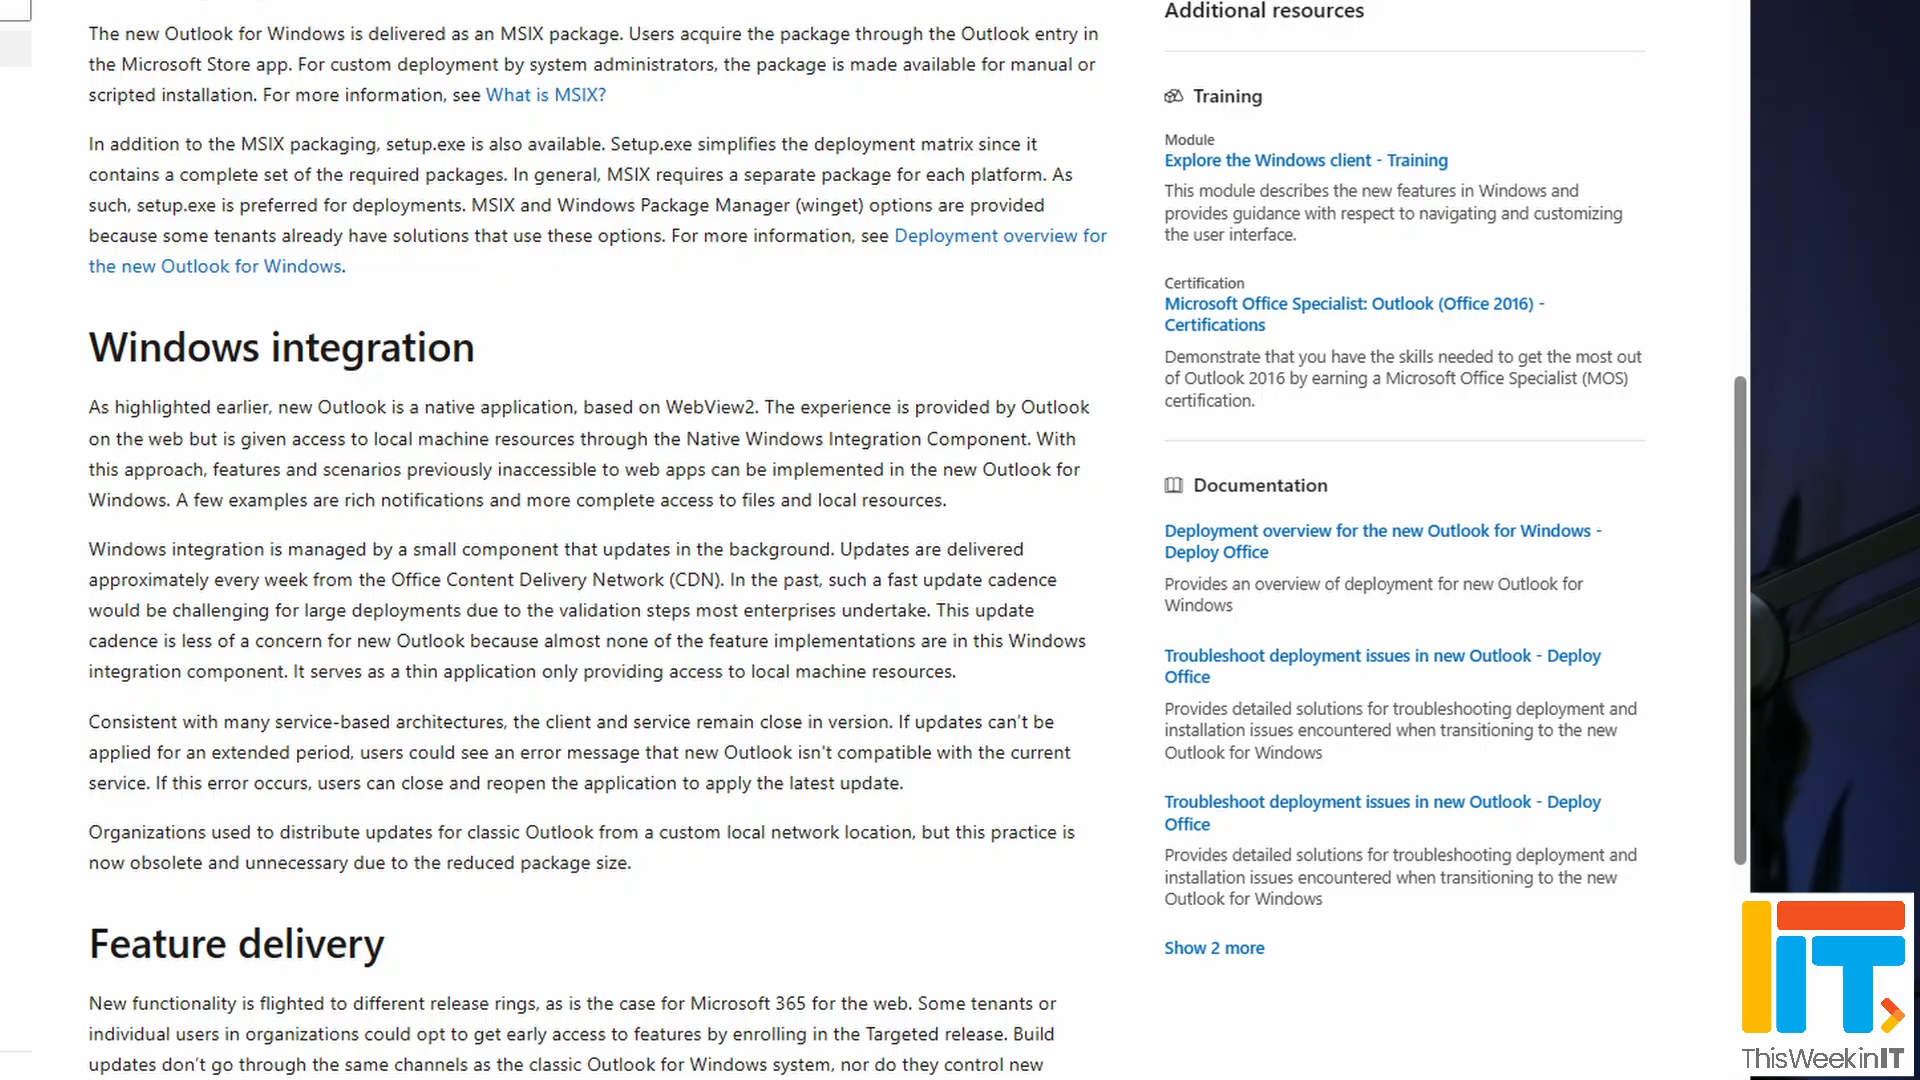 The new Outlook for Windows is delivered as an MSIX package. Users acquire the package through the Outlook entry in
the Microsoft Store app. For custom deployment by system administrators, the package is made available for manual or
scripted installation. For more information, see What is MSIX?
In addition to the MSIX packaging, setup.exe is also available. Setup.exe simplifies the deployment matrix since it
contains a complete set of the required packages. In general, MSIX requires a separate package for each platform. As
such, setup.exe is preferred for deployments. MSIX and Windows Package Manager (winget) options are provided
because some tenants already have solutions that use these options. For more information, see Deployment overview for
the new Outlook for Windows.
Windows integration
As highlighted earlier, new Outlook is a native application, based on WebView2. The experience is provided by Outlook
on the web but is given access to local machine resources through the Native Windows Integration Component. With
this approach, features and scenarios previously inaccessible to web apps can be implemented in the new Outlook for
Windows. A few examples are rich notifications and more complete access to files and local resources.
Windows integration is managed by a small component that updates in the background. Updates are delivered
approximately every week from the Office Content Delivery Network (CDN). In the past, such a fast update cadence
would be challenging for large deployments due to the validation steps most enterprises undertake. This update
cadence is less of a concern for new Outlook because almost none of the feature implementations are in this Windows
integration component. It serves as a thin application only providing access to local machine resources.
Consistent with many service-based architectures, the client and service remain close in version. If updates can't be
applied for an extended period, users could see an error message that new Outlook isn't compatible with the current
service. If this error occurs, users can close and reopen the application to apply the latest update.
Organizations used to distribute updates for classic Outlook from a custom local network location, but this practice is
now obsolete and unnecessary due to the reduced package size.
Feature delivery
New functionality is flighted to different release rings, as is the case for Microsoft 365 for the web. Some tenants or
individual users in organizations could opt to get early access to features by enrolling in the Targeted release. Build
updates don't go through the same channels as the classic Outlook for Windows system, nor do they control new
Additional resources
Training
Module
Explore the Windows client - Training
This module describes the new features in Windows and
provides guidance with respect to navigating and customizing
the user interface.
Certification
Microsoft Office Specialist: Outlook (Office 2016) -
Certifications
Demonstrate that you have the skills needed to get the most out
of Outlook 2016 by earning a Microsoft Office Specialist (MOS)
certification.
Documentation
Deployment overview for the new Outlook for Windows -
Deploy Office
Provides an overview of deployment for new Outlook for
Windows
Troubleshoot deployment issues in new Outlook - Deploy
Office
Provides detailed solutions for troubleshooting deployment and
installation issues encountered when transitioning to the new
Outlook for Windows
Troubleshoot deployment issues in new Outlook - Deploy
Office
Provides detailed solutions for troubleshooting deployment and
installation issues encountered when transitioning to the new
Outlook for Windows
Show 2 more
IT
ThisWeekinIT